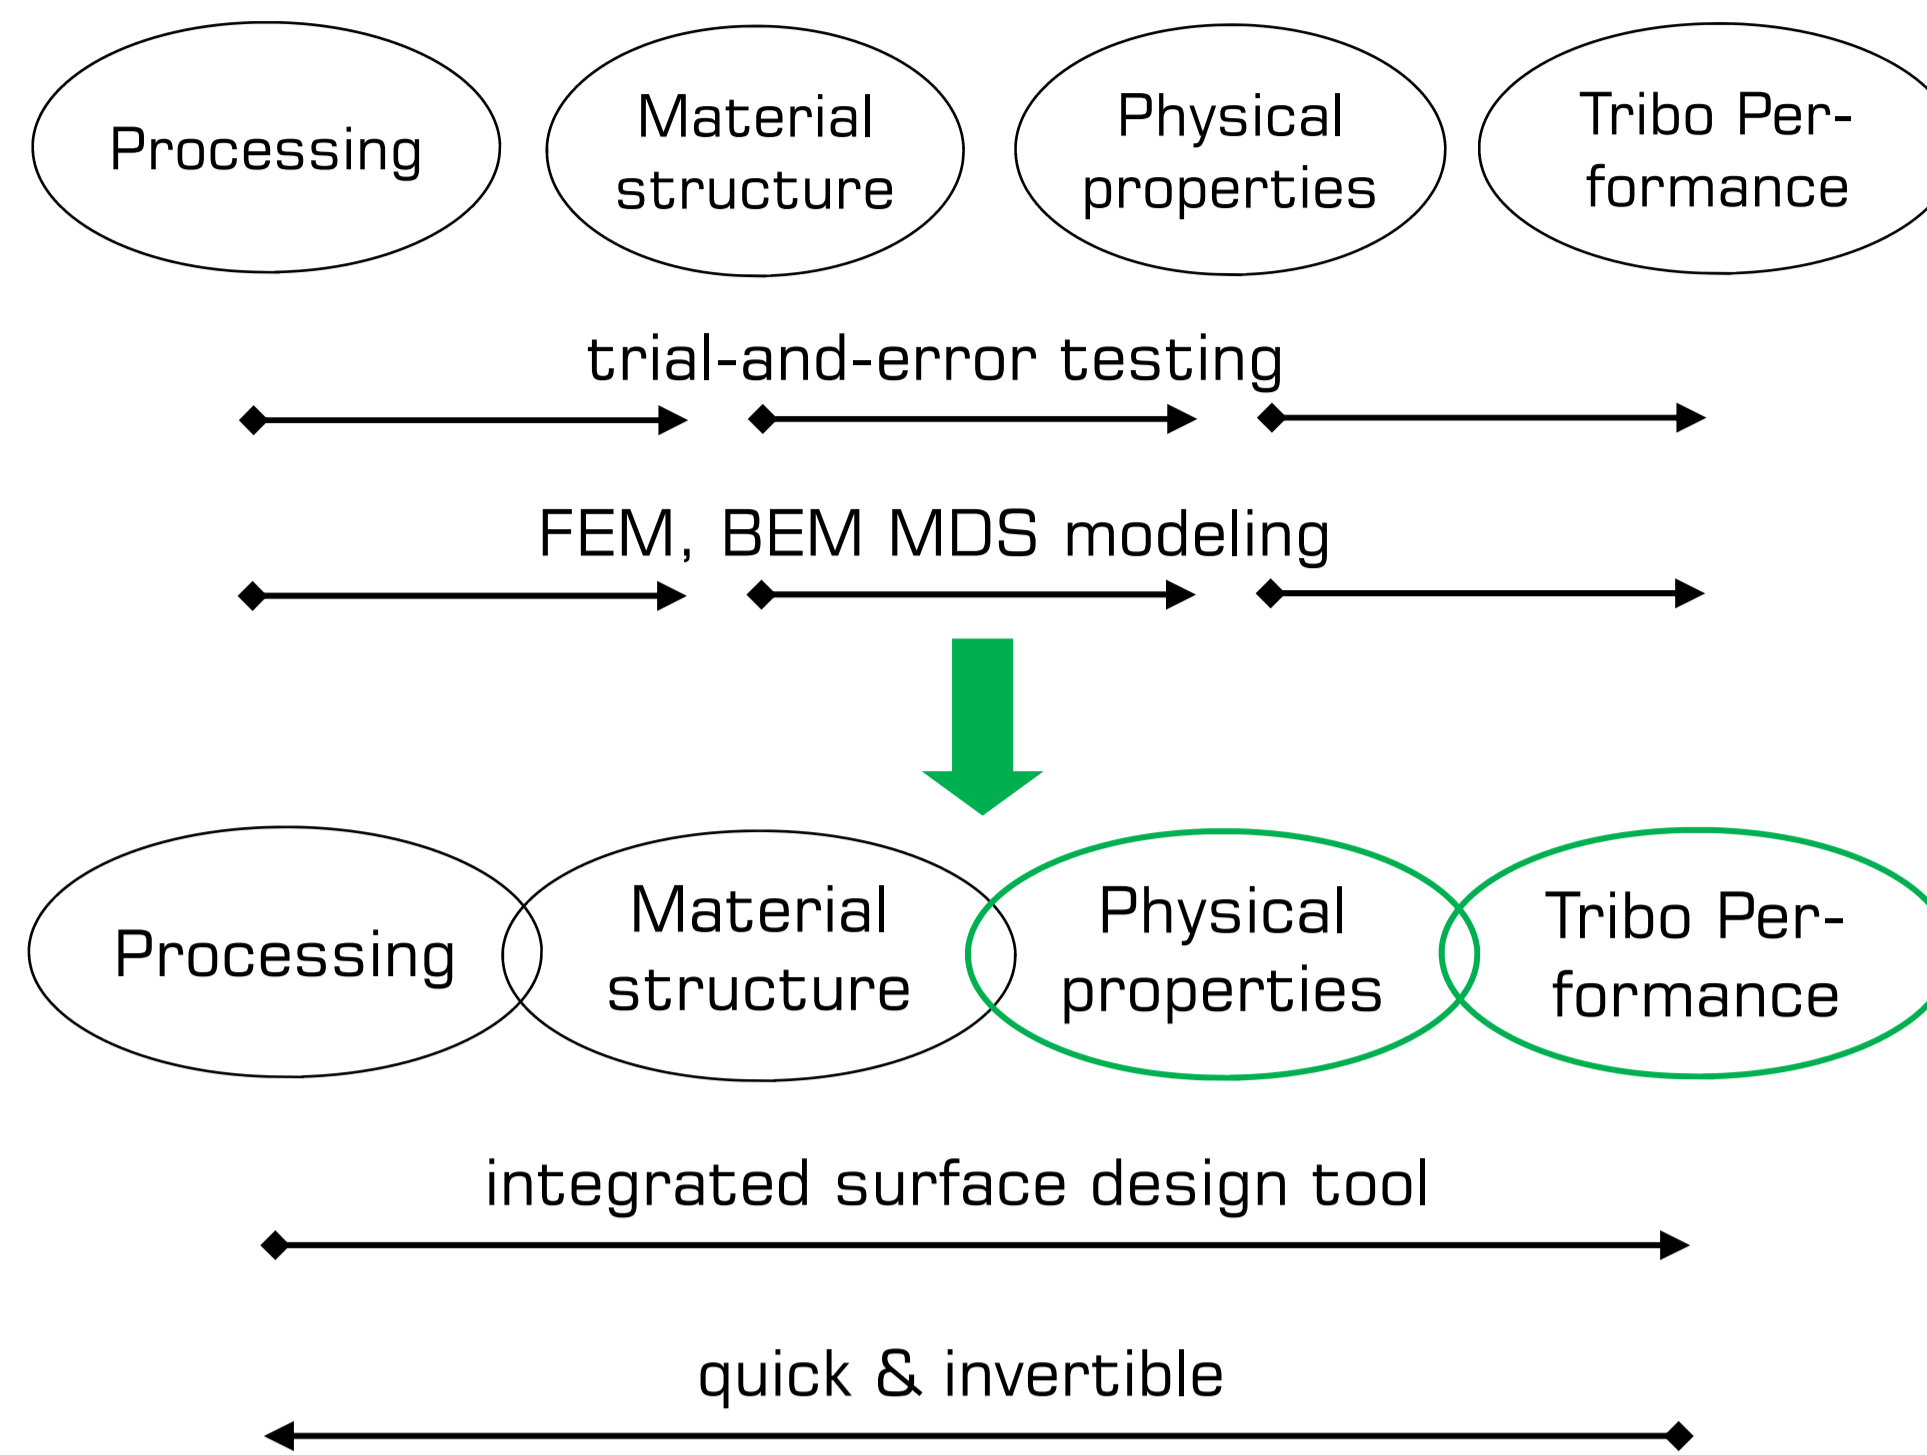 Processing
Material
structure
Physical
properties
Tribo Per-
formance
trial-and-error testing
FEM, BEM MDS modeling
Processing
Material
structure
Physical
properties
Tribo Per-
formance
integrated surface design tool
quick & invertible